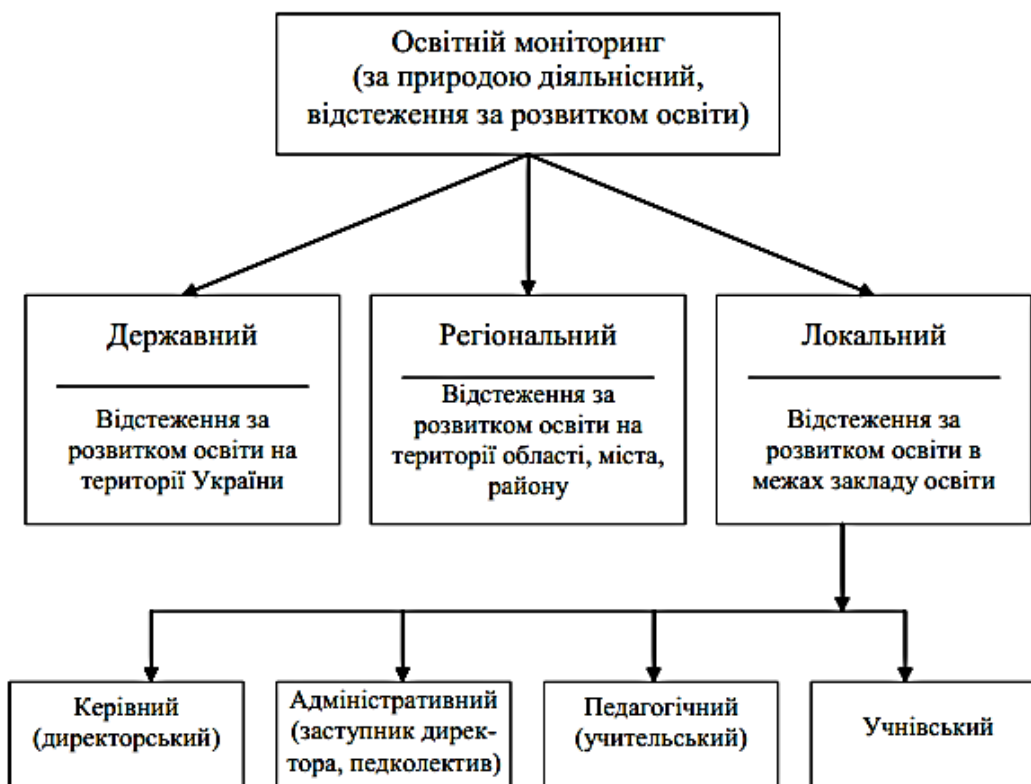 Освітній моніторинг
(за природою діяльнісний,
відстеження за розвитком освіти)
Державний
Відстеження за
розвитком освіти на
території України
Регіональний
Відстеження за
розвитком освіти на
території області, міста,
району
Локальний
Відстеження за
розвитком освіти в
межах закладу освіти
Керівний
(директорський)
Адміністративний
(заступник дирек-
тора, педколектив)
Педагогічний
(учительський)
Учнівський